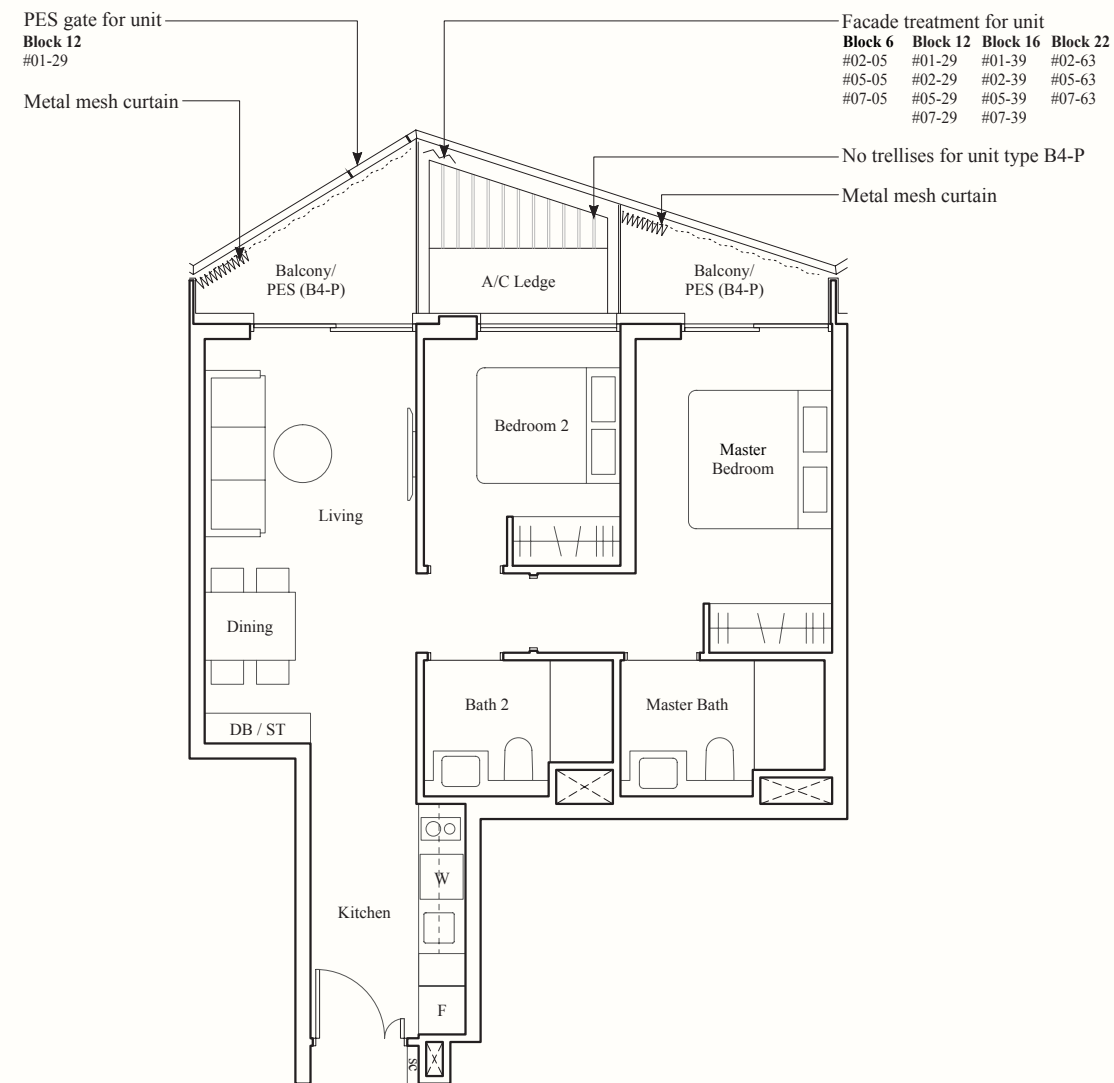 PES gate for unit
Block 12
#01-29
Metal mesh curtain
Facade treatment for unit
Block 6 Block 12 Block 16 Block 22
#02-05 #01-29 #01-39 #02-63
#05-05 #02-29 #02-39 #05-63
#07-05 #05-29 #05-39 #07-63
#07-29 #07-39
No trellises for unit type B4-P
Metal mesh curtain
Balcony/
PES (B4-P)
A/C Ledge
Balcony/
PES (B4-P)
Bedroom 2
Master
Bedroom
Living
Dining
DB / ST
Bath 2
Master Bath
W
Kitchen
F
SC